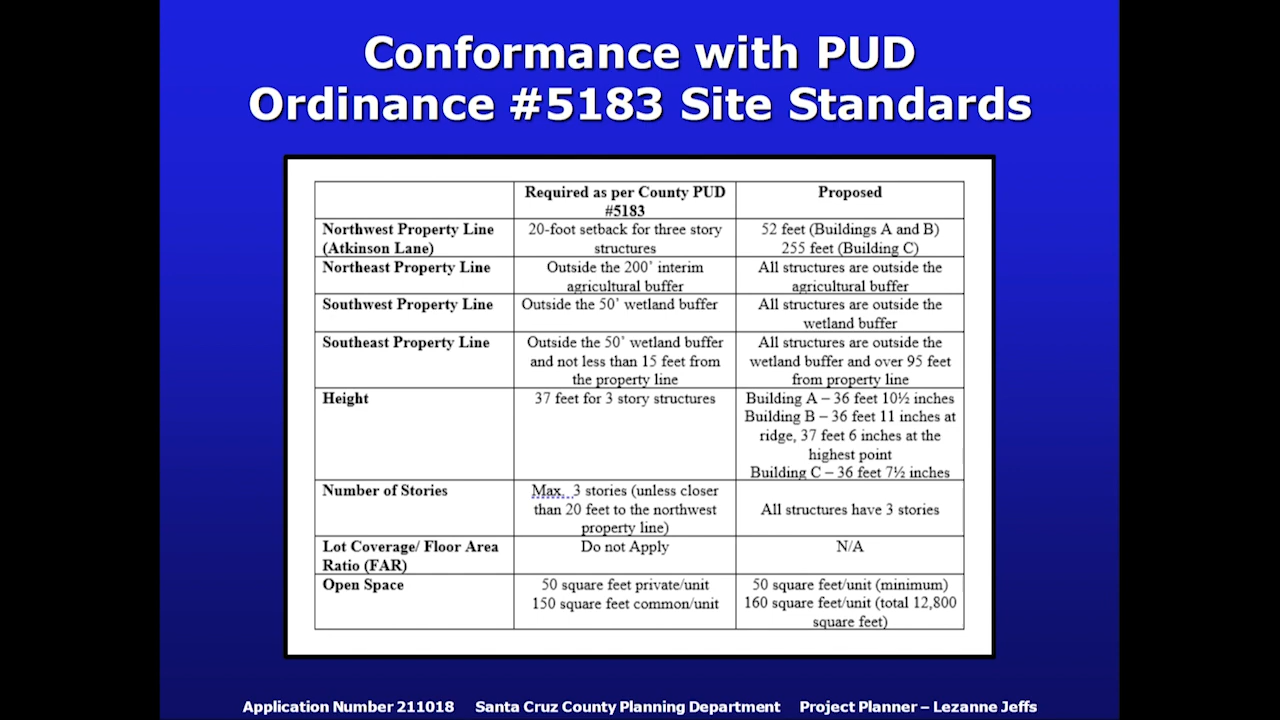 Conformance with PUD
Ordinance #5183 Site Standards
Required as per County PUD
#5183
Proposed
Northwest Property Line
(Atkinson Lane)
20-foot setback for three story
structures
52 feet (Buildings A and B)
255 feet (Building C)
Northeast Property Line
Outside the 200' interim
agricultural buffer
All structures are outside the
agricultural buffer
Southwest Property Line
Outside the 50' wetland buffer
All structures are outside the
wetland buffer
Southeast Property Line
Outside the 50' wetland buffer
and not less than 15 feet from
the property line
All structures are outside the
wetland buffer and over 95 feet
from property line
Height
37 feet for 3 story structures
Building A – 36 feet 10½ inches
Building B – 36 feet 11 inches at
ridge, 37 feet 6 inches at the
highest point
Building C – 36 feet 7½ inches
Number of Stories
Max. 3 stories (unless closer
than 20 feet to the northwest
property line)
All structures have 3 stories
Lot Coverage/ Floor Area
Ratio (FAR)
Do not Apply
N/A
Open Space
50 square feet private/unit
150 square feet common/unit
50 square feet/unit (minimum)
160 square feet/unit (total 12,800
square feet)
Application Number 211018 Santa Cruz County Planning Department Project Planner – Lezanne Jeffs